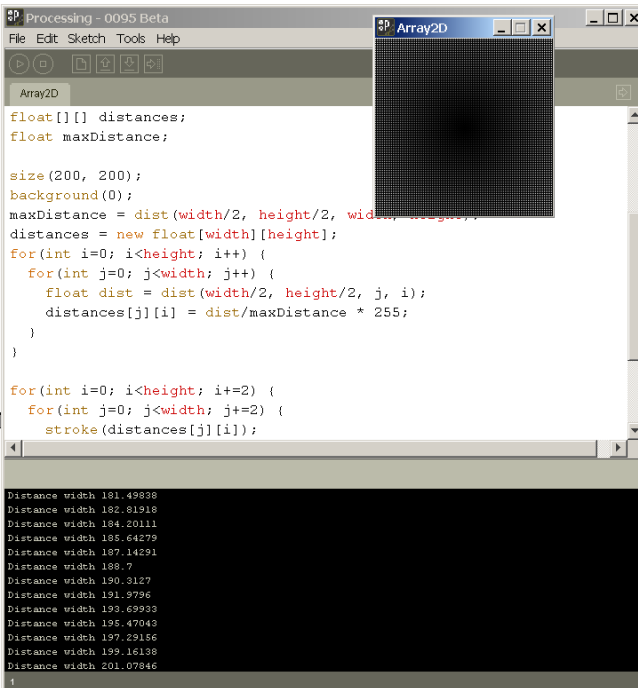 Processing - 0095 Beta
File Edit Sketch Tools Help
Array2D
Array2D
float[][] distances;
float maxDistance;
size(200, 200);
background(0);
maxDistance = dist(width/2, height/2, width, height);
distances = new float[width][height];
for(int i=0; i<height; i++) {
for(int j=0; j<width; j++) {
float dist = dist(width/2, height/2, j, i);
distances[j][i] = dist/maxDistance * 255;
}
}
for(int i=0; i<height; i+=2) {
for(int j=0; j<width; j+=2) {
stroke(distances[j][i]);
Distance width 181.49838
Distance width 182.81918
Distance width 184.20111
Distance width 185.64279
Distance width 187.14291
Distance width 188.7
Distance width 190.3127
Distance width 191.9796
Distance width 193.69933
Distance width 195.47043
Distance width 197.29156
Distance width 199.16138
Distance width 201.07846
1